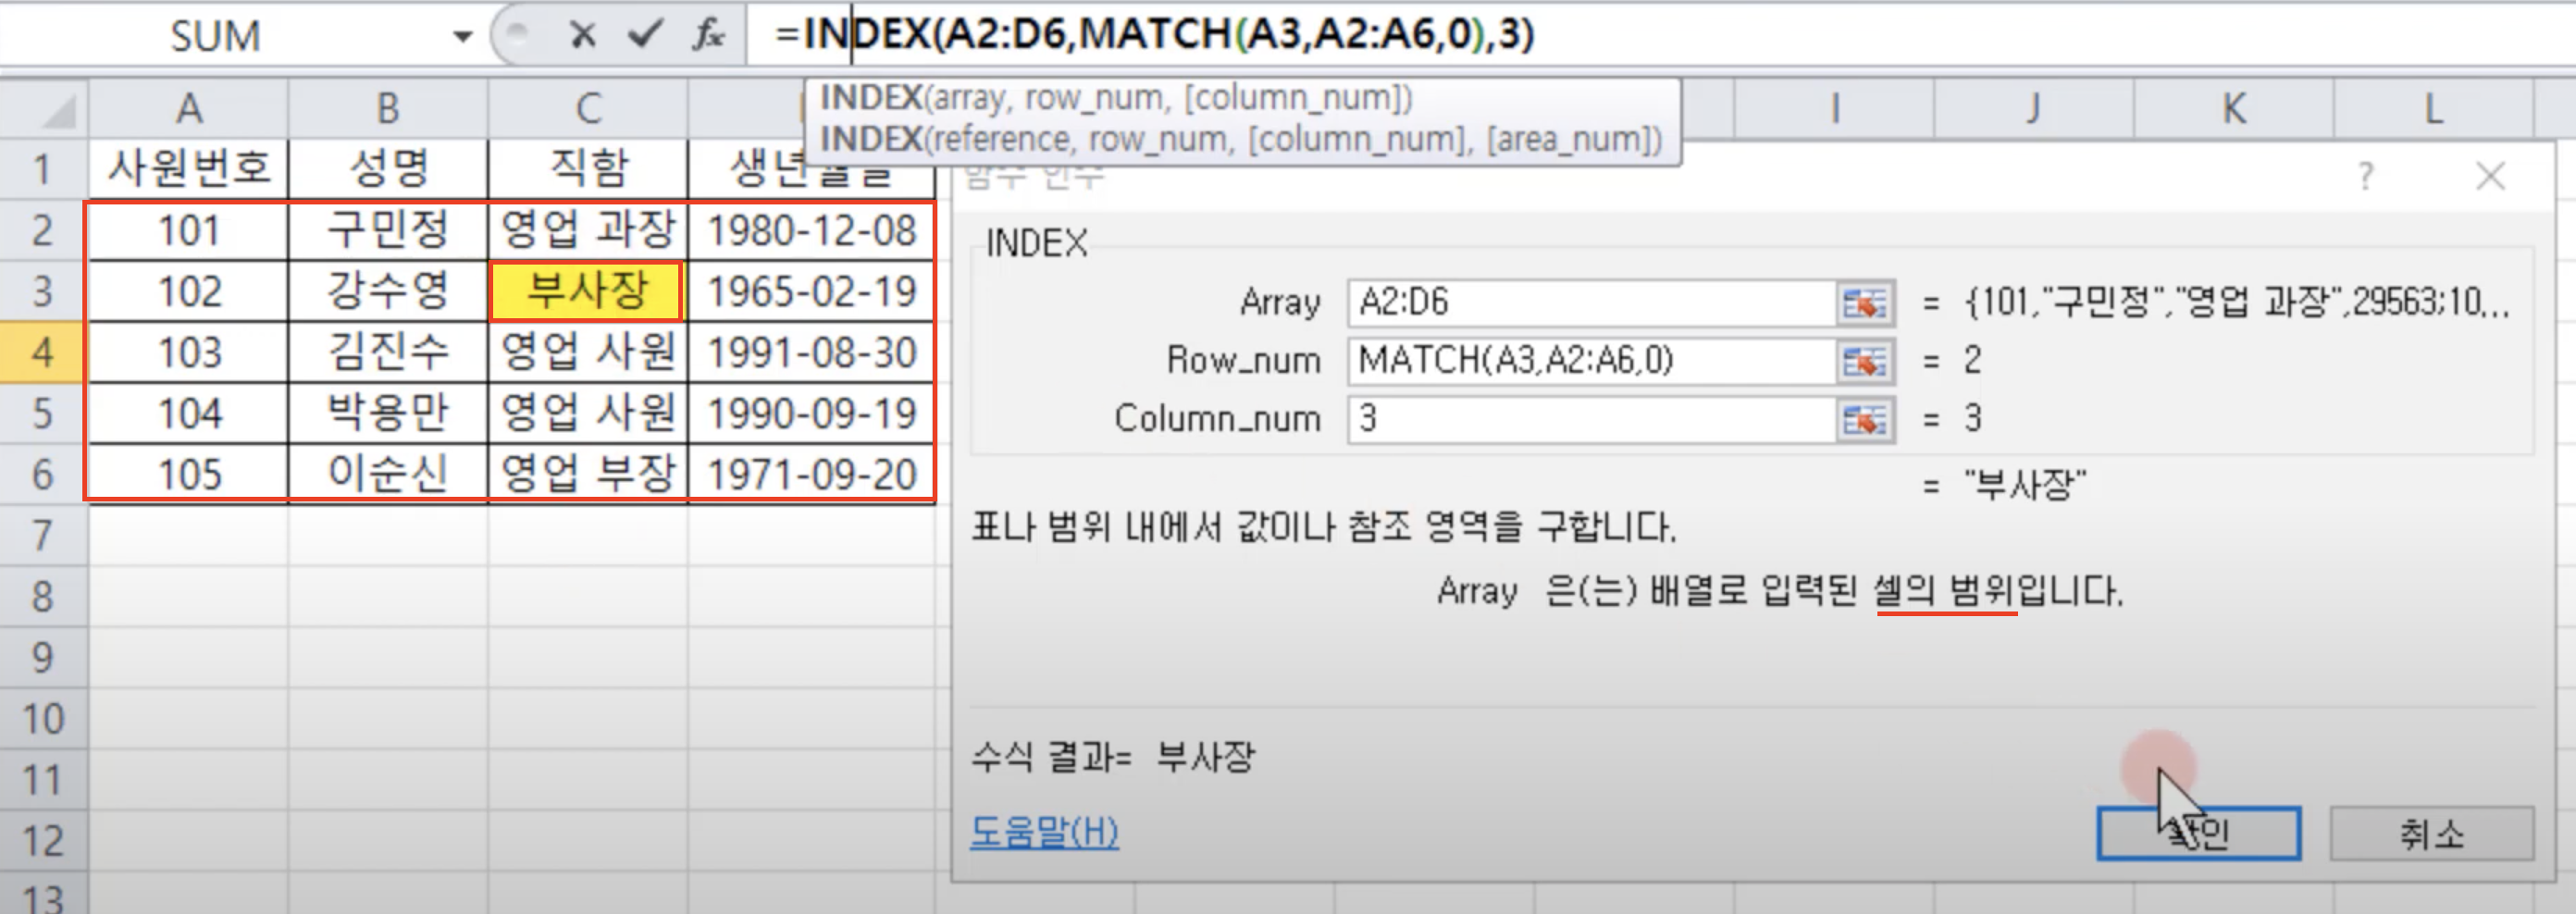 SUM =INDEX(A2:D6,MATCH(A3,A2:A6,0),3)
INDEX(array, row_num, [column_num])
INDEX(reference, row_num, [column_num], [area_num])
A B C I J K L
1 사원번호 성명 직함 생년월일
2 101 구민정 영업 과장 1980-12-08
3 102 강수영 부사장 1965-02-19
4 103 김진수 영업 사원 1991-08-30
5 104 박용만 영업 사원 1990-09-19
6 105 이순신 영업 부장 1971-09-20
7
8
9
10
11
12
13
함수 인수 ?
INDEX
Array A2:D6 = {101,"구민정","영업 과장",29563;10...
Row_num MATCH(A3,A2:A6,0) = 2
Column_num 3 = 3
= "부사장"
표나 범위 내에서 값이나 참조 영역을 구합니다.
Array 은(는) 배열로 입력된 셀의 범위입니다.
수식 결과= 부사장
도움말(H) 확인 취소